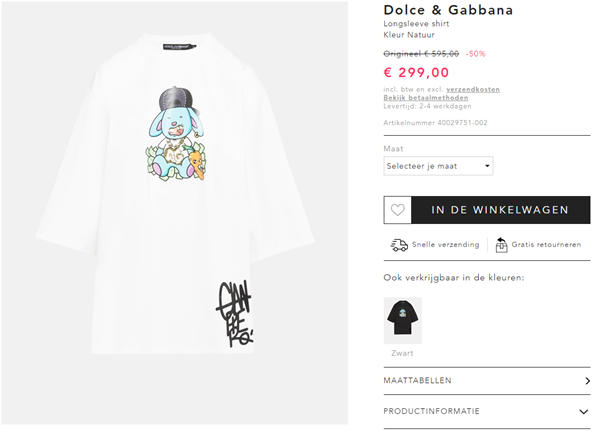 Dolce & Gabbana
Longsleeve shirt
Kleur Natuur
Origineel € 595,00 -50%
€ 299,00
incl. btw en excl. verzendkosten
Bekijk betaalmethoden
Levertijd: 2-4 werkdagen
Artikelnummer 40029751-002
Maat
Selecteer je maat
IN DE WINKELWAGEN
Snelle verzending
Gratis retourneren
Ook verkrijgbaar in de kleuren:
Zwart
MAATTABELLEN
PRODUCTINFORMATIE